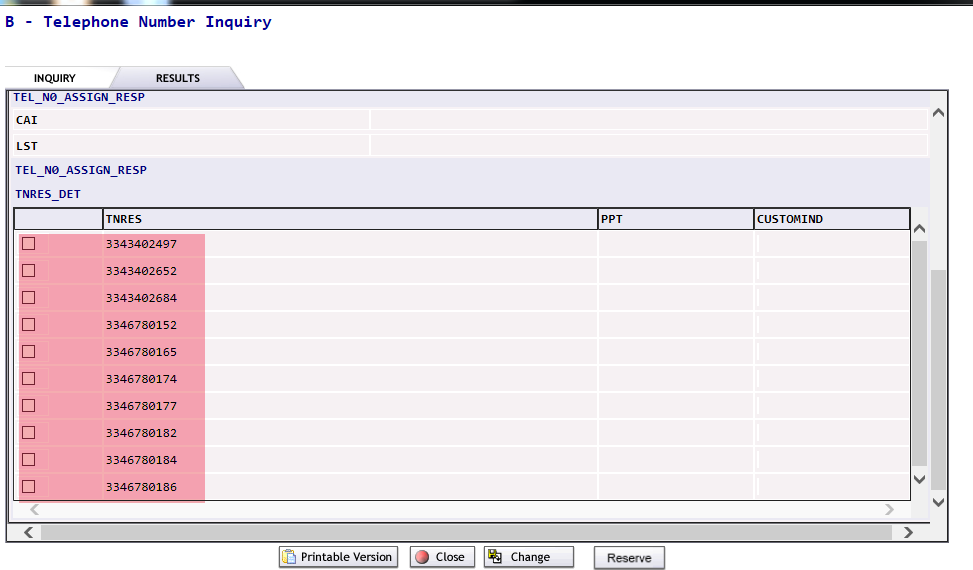 B - Telephone Number Inquiry
INQUIRY RESULTS
TEL_N0_ASSIGN_RESP
CAI
LST
TEL_N0_ASSIGN_RESP
TNRES_DET
TNRES PPT CUSTOMIND
3343402497
3343402652
3343402684
3346780152
3346780165
3346780174
3346780177
3346780182
3346780184
3346780186
Printable Version Close Change Reserve